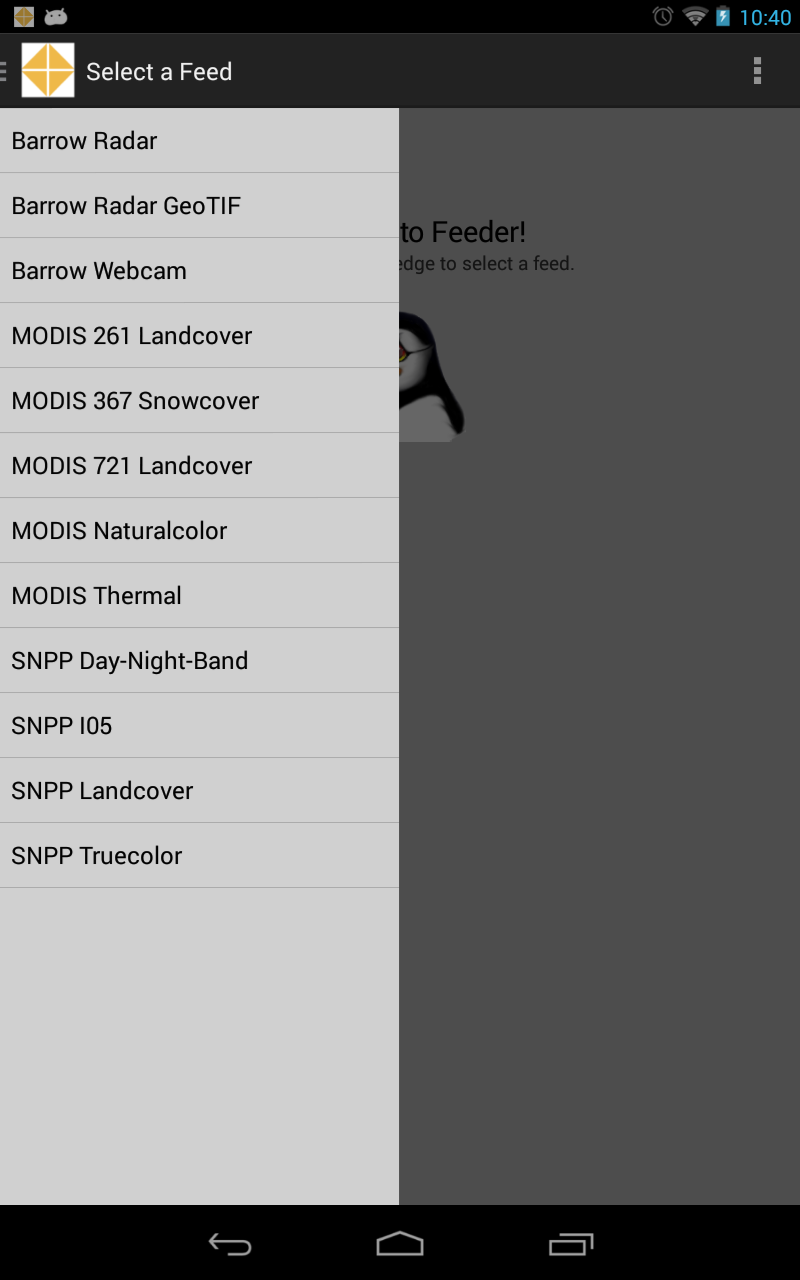 10:40
Select a Feed
Barrow Radar
Barrow Radar GeoTIF
Barrow Webcam
MODIS 261 Landcover
MODIS 367 Snowcover
MODIS 721 Landcover
MODIS Naturalcolor
MODIS Thermal
SNPP Day-Night-Band
SNPP I05
SNPP Landcover
SNPP Truecolor
to Feeder!
edge to select a feed.